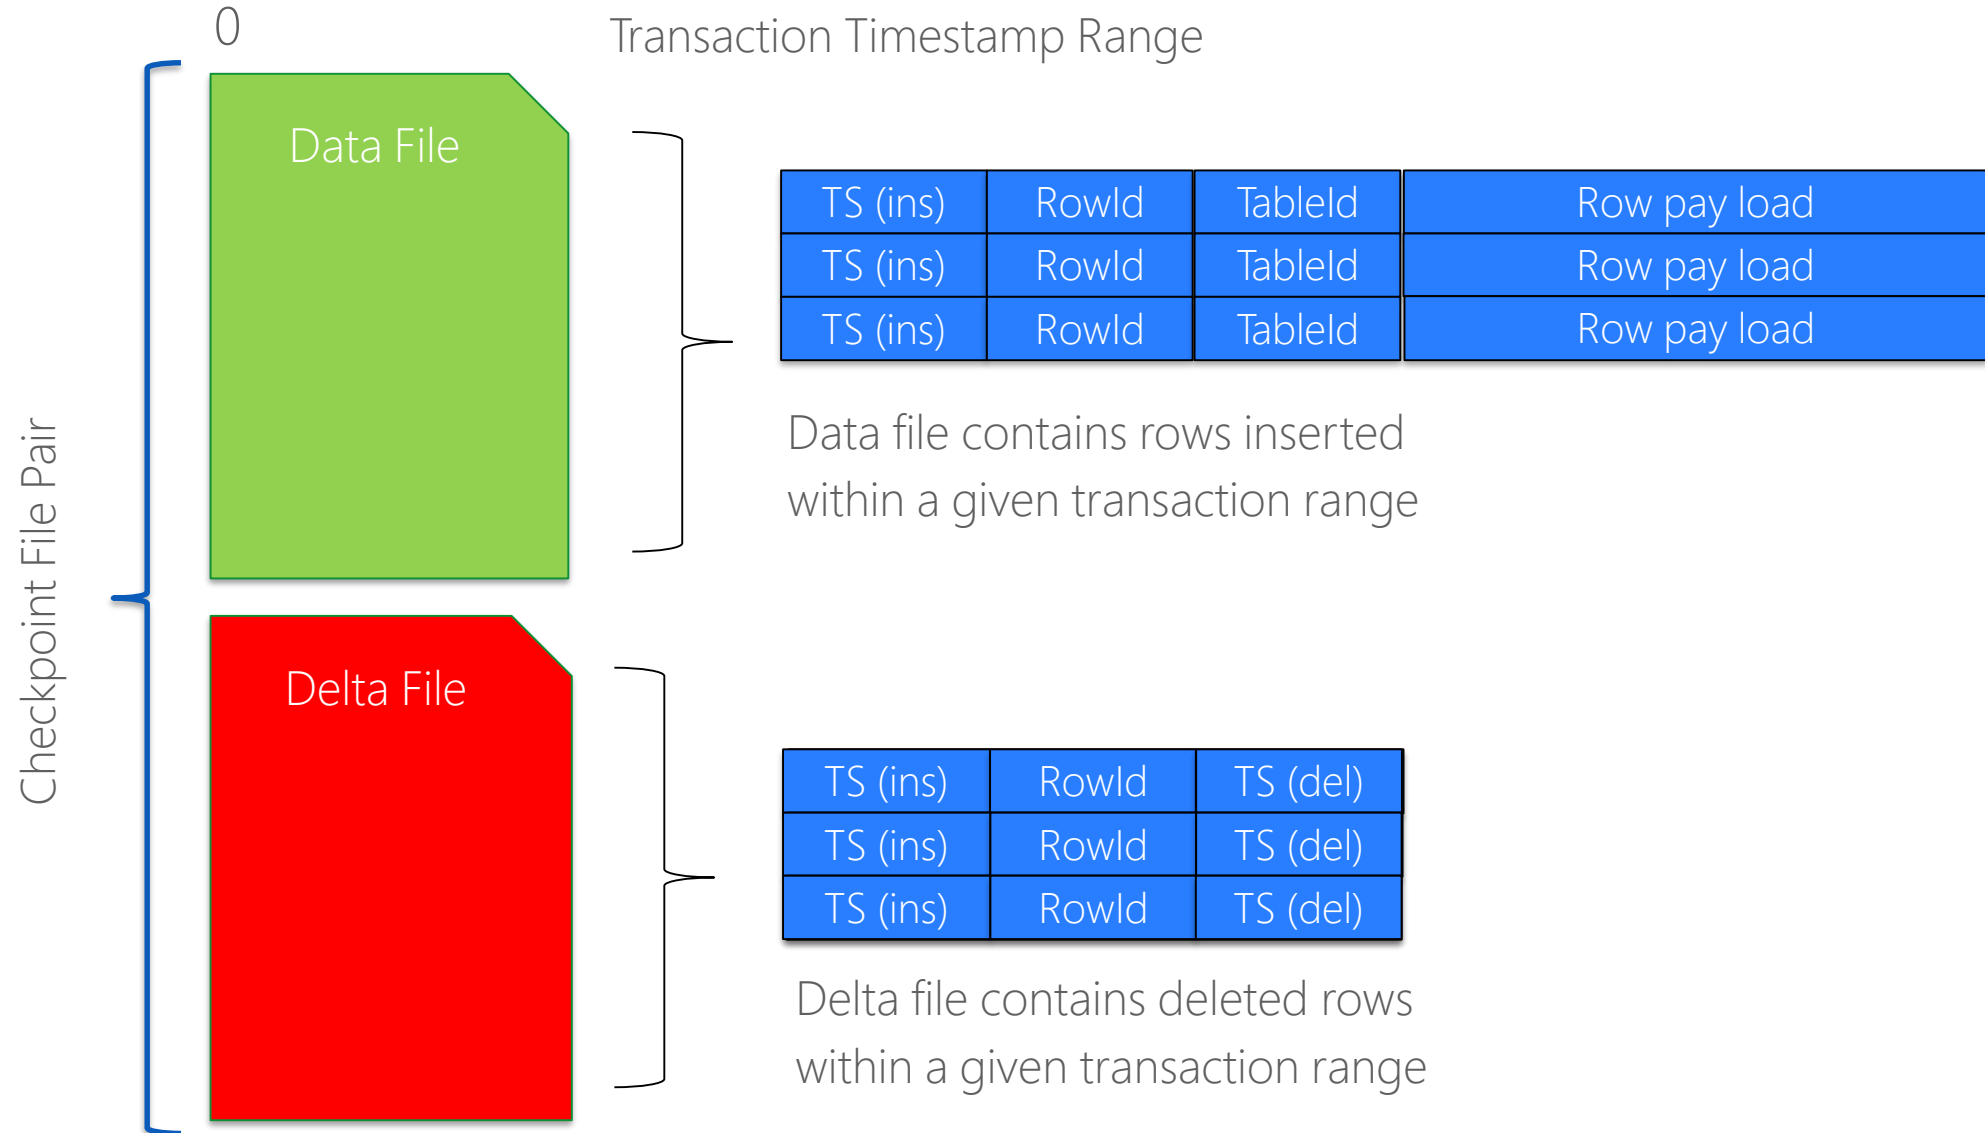 0
Transaction Timestamp Range
Checkpoint File Pair
Data File
TS (ins) RowId TableId Row pay load
TS (ins) RowId TableId Row pay load
TS (ins) RowId TableId Row pay load
Data file contains rows inserted
within a given transaction range
Delta File
TS (ins) RowId TS (del)
TS (ins) RowId TS (del)
TS (ins) RowId TS (del)
Delta file contains deleted rows
within a given transaction range